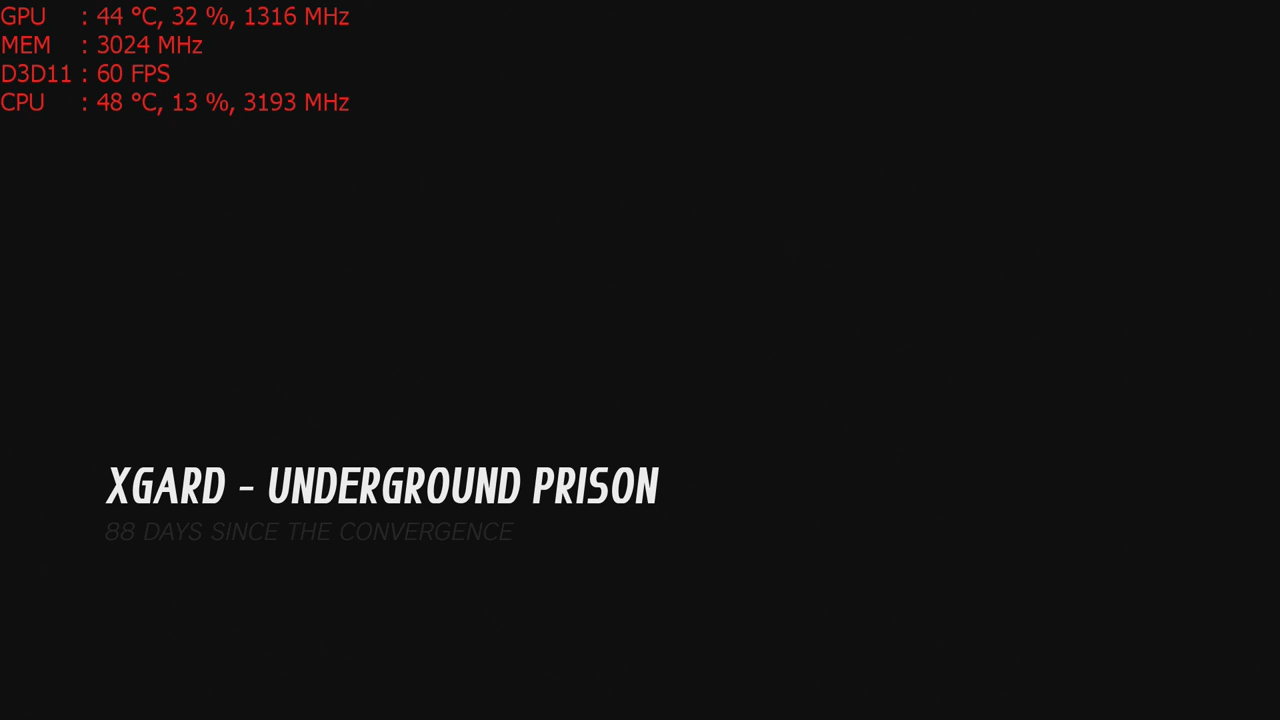 GPU : 44 °C, 32 %, 1316 MHz
MEM : 3024 MHz
D3D11 : 60 FPS
CPU : 48 °C, 13 %, 3193 MHz
XGARD - UNDERGROUND PRISON
88 DAYS SINCE THE CONVERGENCE